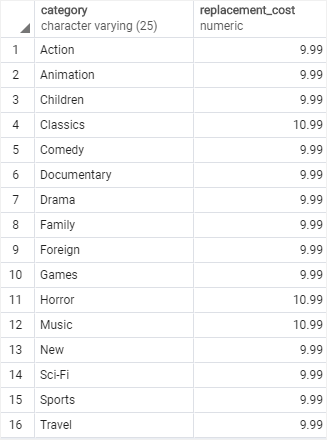 category replacement_cost
character varying (25) numeric
1 Action 9.99
2 Animation 9.99
3 Children 9.99
4 Classics 10.99
5 Comedy 9.99
6 Documentary 9.99
7 Drama 9.99
8 Family 9.99
9 Foreign 9.99
10 Games 9.99
11 Horror 10.99
12 Music 10.99
13 New 9.99
14 Sci-Fi 9.99
15 Sports 9.99
16 Travel 9.99